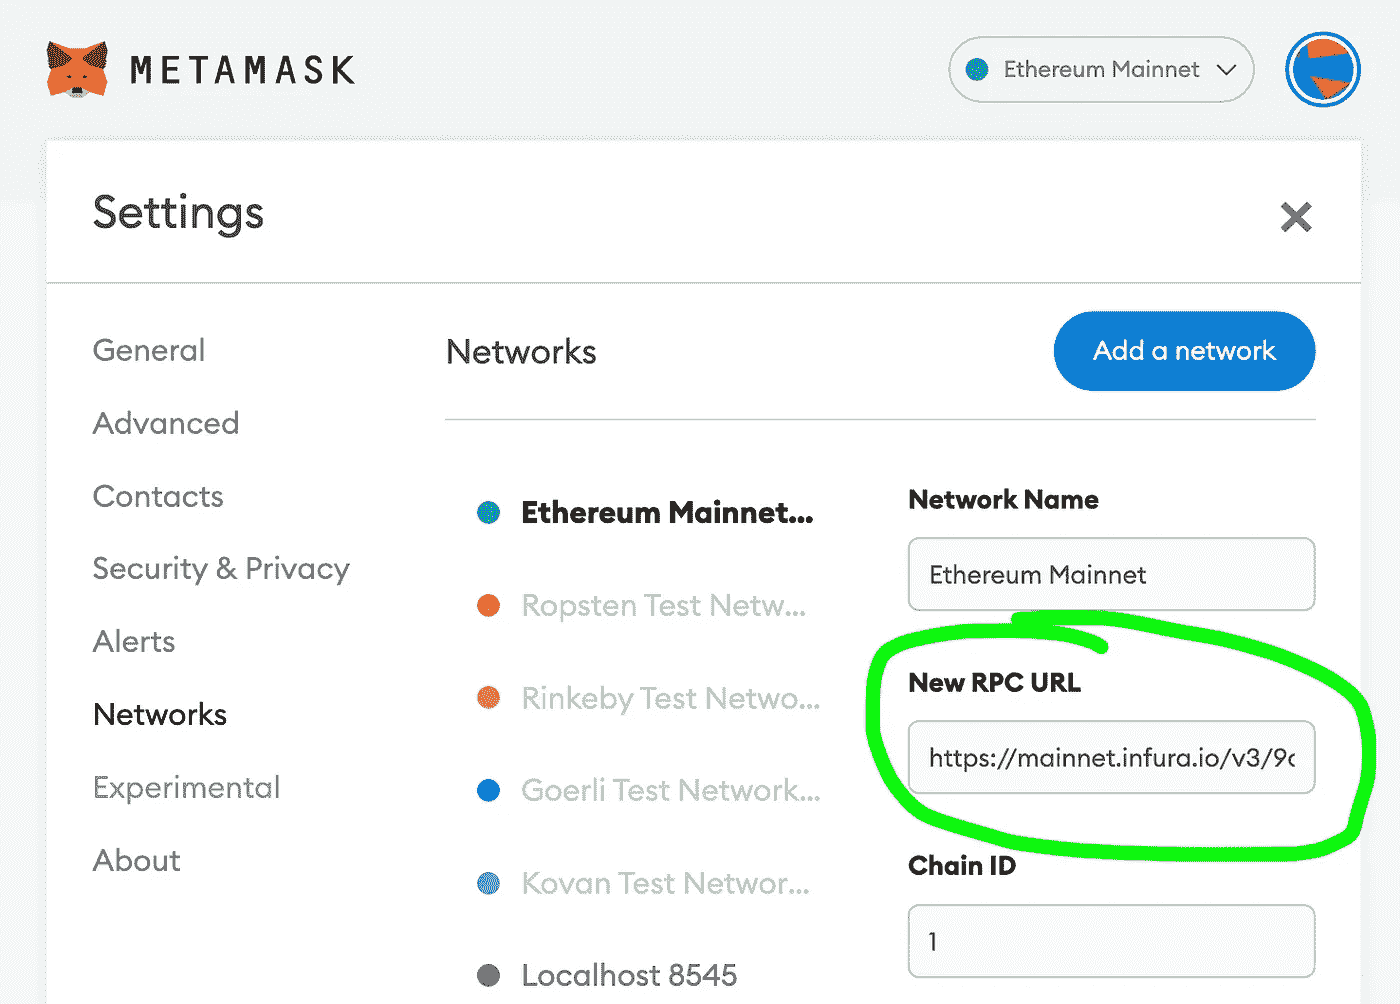 METAMASK
Ethereum Mainnet
Settings
General
Advanced
Contacts
Security & Privacy
Alerts
Networks
Experimental
About
Networks
Add a network
Ethereum Mainnet...
Ropsten Test Netw...
Rinkeby Test Netwo...
Goerli Test Network...
Kovan Test Networ...
Localhost 8545
Network Name
Ethereum Mainnet
New RPC URL
https://mainnet.infura.io/v3/9c
Chain ID
1